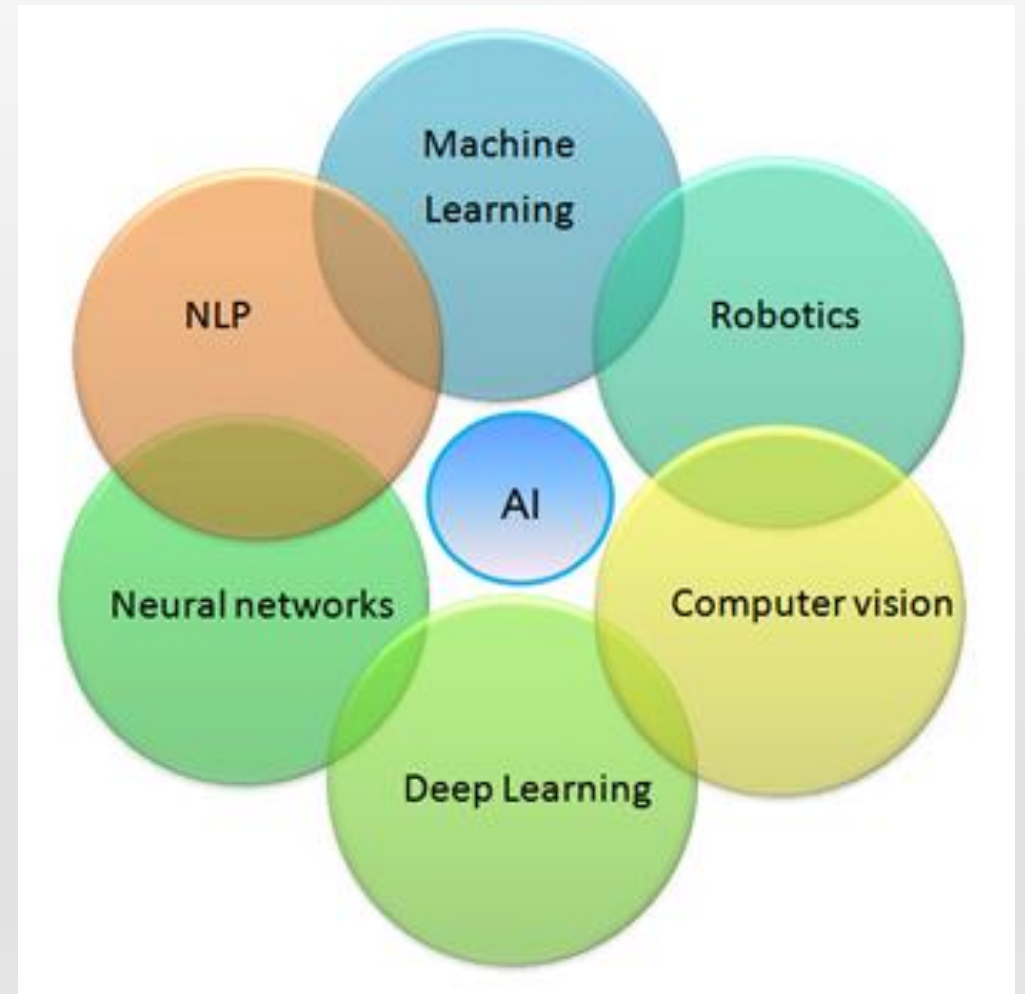 Machine
Learning
NLP
Robotics
AI
Neural networks
Computer vision
Deep Learning